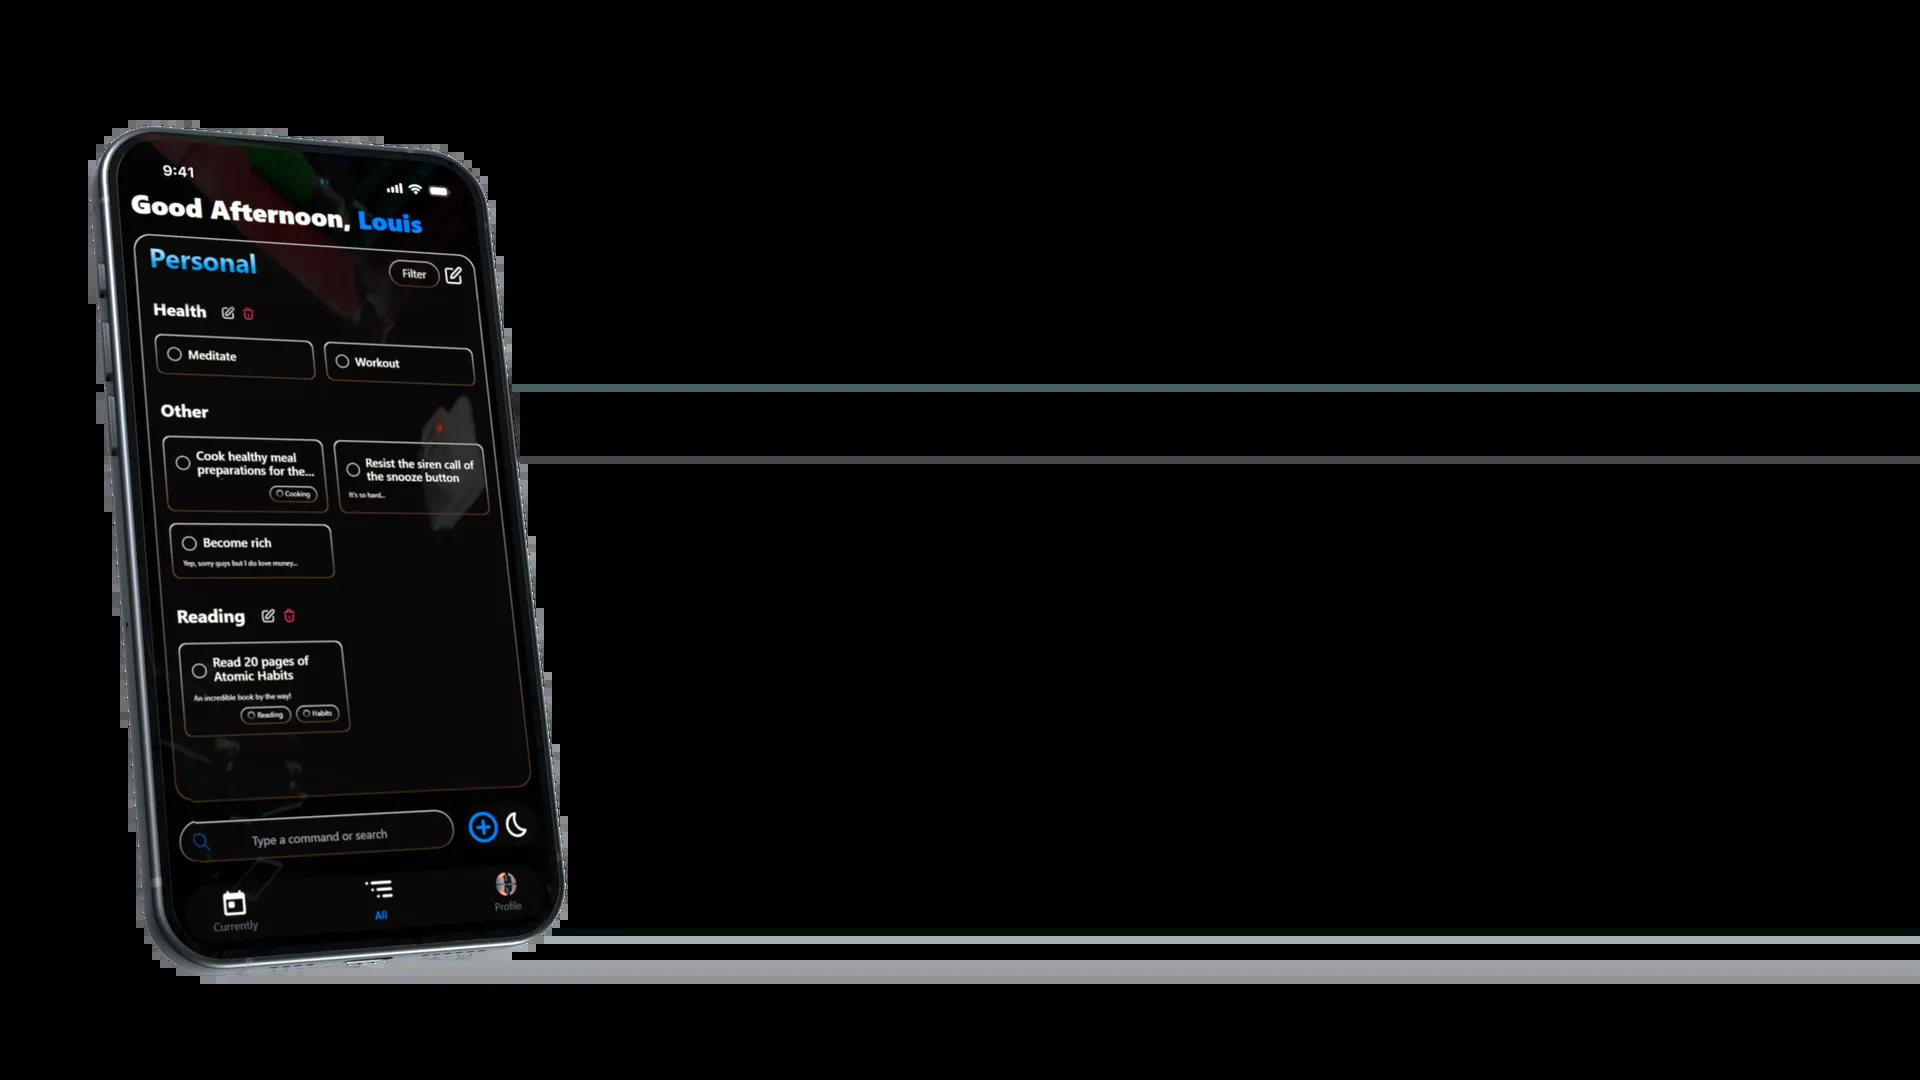 9:41
Good Afternoon, Louis
Personal
Filter
Health
Meditate
Workout
Other
Cook healthy meal
preparations for the...
Cooking
Resist the siren call of
the snooze button
It's so hard...
Become rich
Yep, sorry guys but I do love money...
Reading
Read 20 pages of
Atomic Habits
An incredible book by the way!
Reading
Habits
Type a command or search
Currently
All
Profile